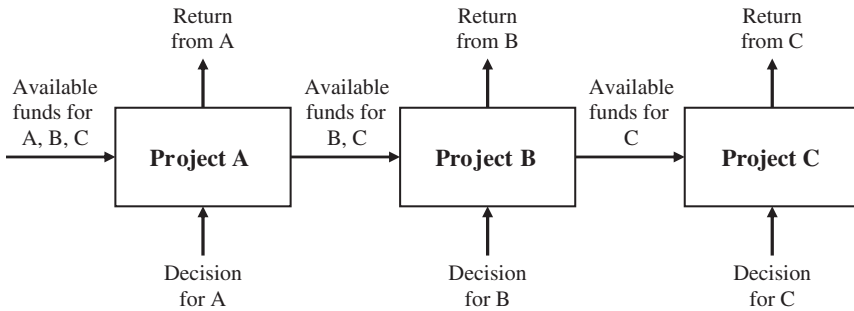 Return
from A
Return
from B
Return
from C
Available
funds for
A, B, C
Available
funds for
B, C
Available
funds for
C
Project A
Project B
Project C
Decision
for A
Decision
for B
Decision
for C